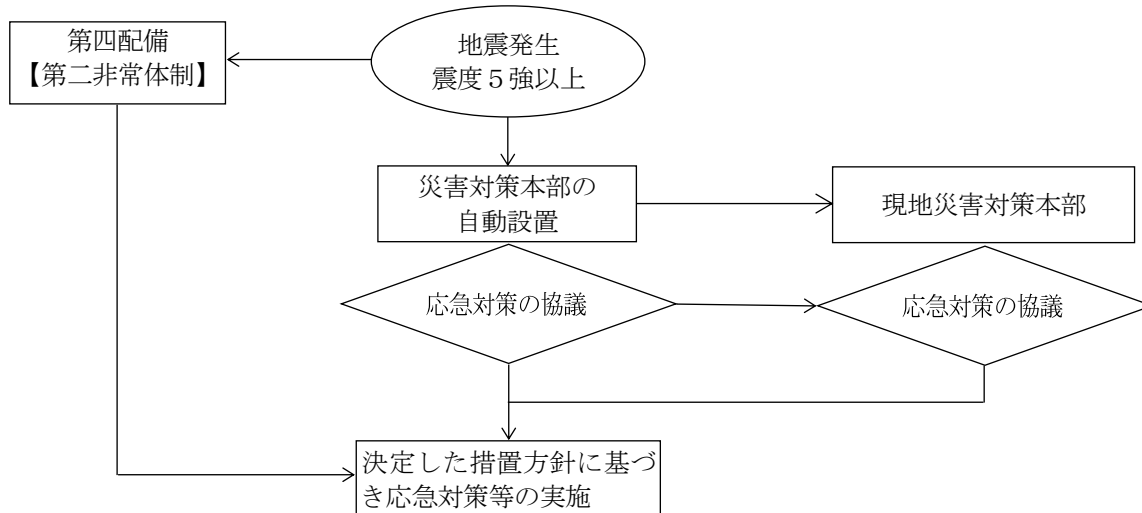 第四配備
【第二非常体制】
地震発生
震度５強以上
災害対策本部の
自動設置
現地災害対策本部
応急対策の協議
応急対策の協議
決定した措置方針に基づ
き応急対策等の実施